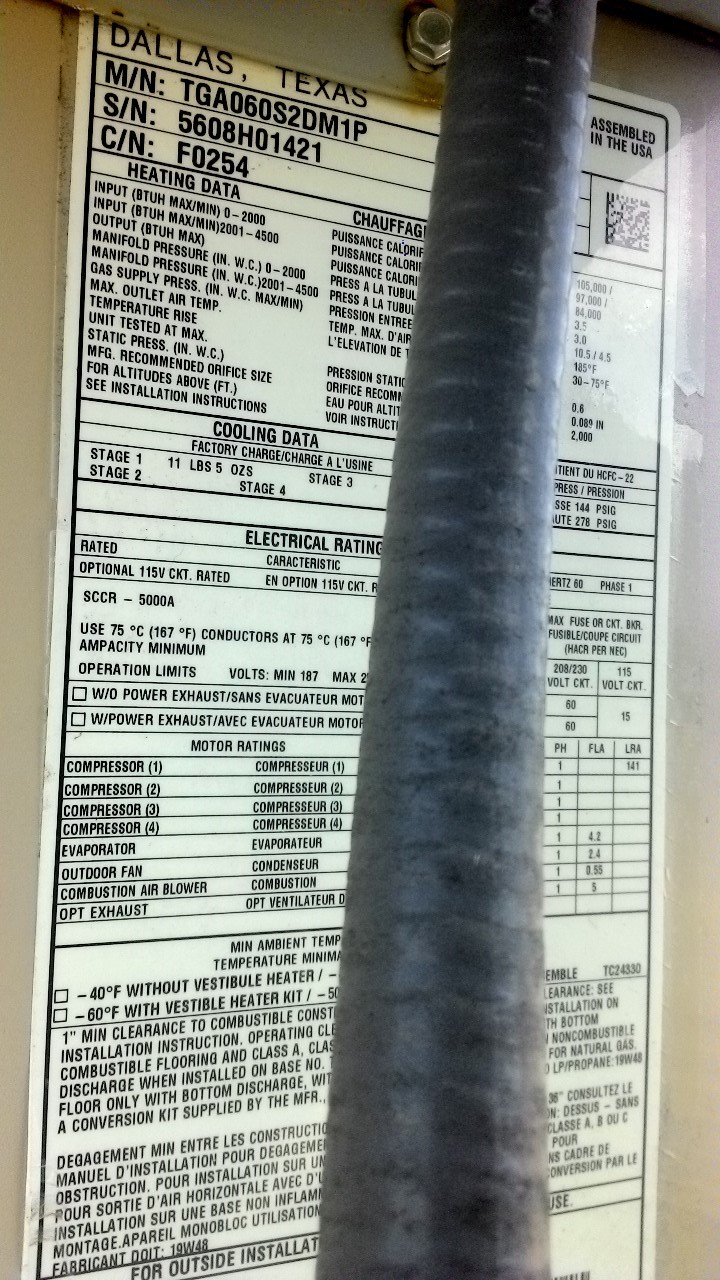 DALLAS, TEXAS
M/N: TGA060S2DM1P
S/N: 5608H01421
C/N: F0254
ASSEMBLED
IN THE USA
HEATING DATA
CHAUFFAG
INPUT (BTUH MAX/MIN) 0-2000
INPUT (BTUH MAX/MIN)2001-4500
OUTPUT (BTUH MAX)
MANIFOLD PRESSURE (IN. W.C.) 0-2000
MANIFOLD PRESSURE (IN. W.C.)2001-4500
GAS SUPPLY PRESS. (IN. W.C. MAX/MIN)
MAX. OUTLET AIR TEMP.
TEMPERATURE RISE
UNIT TESTED AT MAX.
STATIC PRESS. (IN. W.C.)
MFG. RECOMMENDED ORIFICE SIZE
FOR ALTITUDES ABOVE (FT.)
SEE INSTALLATION INSTRUCTIONS
PUISSANCE CALORIF
PUISSANCE CALORI
PUISSANCE CALORI
PRESS A LA TUBUL
PRESS A LA TUBU
PRESSION ENTREE
TEMP. MAX. D'AIR
L'ELEVATION DE T
PRESSION STATIC
ORIFICE RECOMM
EAU POUR ALTIT
VOIR INSTRUCTI
105,000 /
97,000 /
84,000
3.5
3.0
10.5 / 4.5
185°F
30-75°F
0.6
0.089 IN
2,000
COOLING DATA
FACTORY CHARGE/CHARGE A L'USINE
STAGE 1 11 LBS 5 OZS STAGE 3
STAGE 2 STAGE 4
TIENT DU HCFC-22
PRESS / PRESSION
SSE 144 PSIG
AUTE 278 PSIG
ELECTRICAL RATING
RATED CARACTERISTIC
OPTIONAL 115V CKT. RATED EN OPTION 115V CKT. R
HERTZ 60 PHASE 1
SCCR - 5000A
USE 75 °C (167 °F) CONDUCTORS AT 75 °C (167 °F
AMPACITY MINIMUM
OPERATION LIMITS VOLTS: MIN 187 MAX 2
MAX FUSE OR CKT. BKR.
FUSIBLE/COUPE CIRCUIT
(HACR PER NEC)
208/230 115
VOLT CKT. VOLT CKT.
W/O POWER EXHAUST/SANS EVACUATEUR MOT 60
W/POWER EXHAUST/AVEC EVACUATEUR MOTOR 60
15
MOTOR RATINGS PH FLA LRA
COMPRESSOR (1) COMPRESSEUR (1) 1 141
COMPRESSOR (2) COMPRESSEUR (2) 1
COMPRESSOR (3) COMPRESSEUR (3) 1
COMPRESSOR (4) COMPRESSEUR (4) 1
EVAPORATOR EVAPORATEUR 1 4.2
OUTDOOR FAN CONDENSEUR 1 2.4
COMBUSTION AIR BLOWER COMBUSTION 1 0.55
OPT EXHAUST OPT VENTILATEUR D 1 5
MIN AMBIENT TEMP
TEMPERATURE MINIMA
-40°F WITHOUT VESTIBULE HEATER / -
-60°F WITH VESTIBLE HEATER KIT / -50
EMBLE TC24330
1" MIN CLEARANCE TO COMBUSTIBLE CONST
INSTALLATION INSTRUCTION. OPERATING CLE
COMBUSTIBLE FLOORING AND CLASS A, CLAS
DISCHARGE WHEN INSTALLED ON BASE NO.
FLOOR ONLY WITH BOTTOM DISCHARGE, WIT
A CONVERSION KIT SUPPLIED BY THE MFR.,
LEARANCE: SEE
STALLATION ON
TH BOTTOM
NONCOMBUSTIBLE
FOR NATURAL GAS.
LP/PROPANE:19W48
DEGAGEMENT MIN ENTRE LES CONSTRUCTIO
MANUEL D'INSTALLATION POUR DEGAGEME
OBSTRUCTION. POUR INSTALLATION SUR UN
POUR SORTIE D'AIR HORIZONTALE AVEC D'U
INSTALLATION SUR UNE BASE NON INFLAMM
MONTAGE.APAREIL MONOBLOC UTILISATION
FABRICANT DOIT: 19W48
36" CONSULTEZ LE
ON: DESSUS - SANS
CLASSE A, B OU C
POUR
NS CADRE DE
CONVERSION PAR LE
FOR OUTSIDE INSTALLAT
USE.